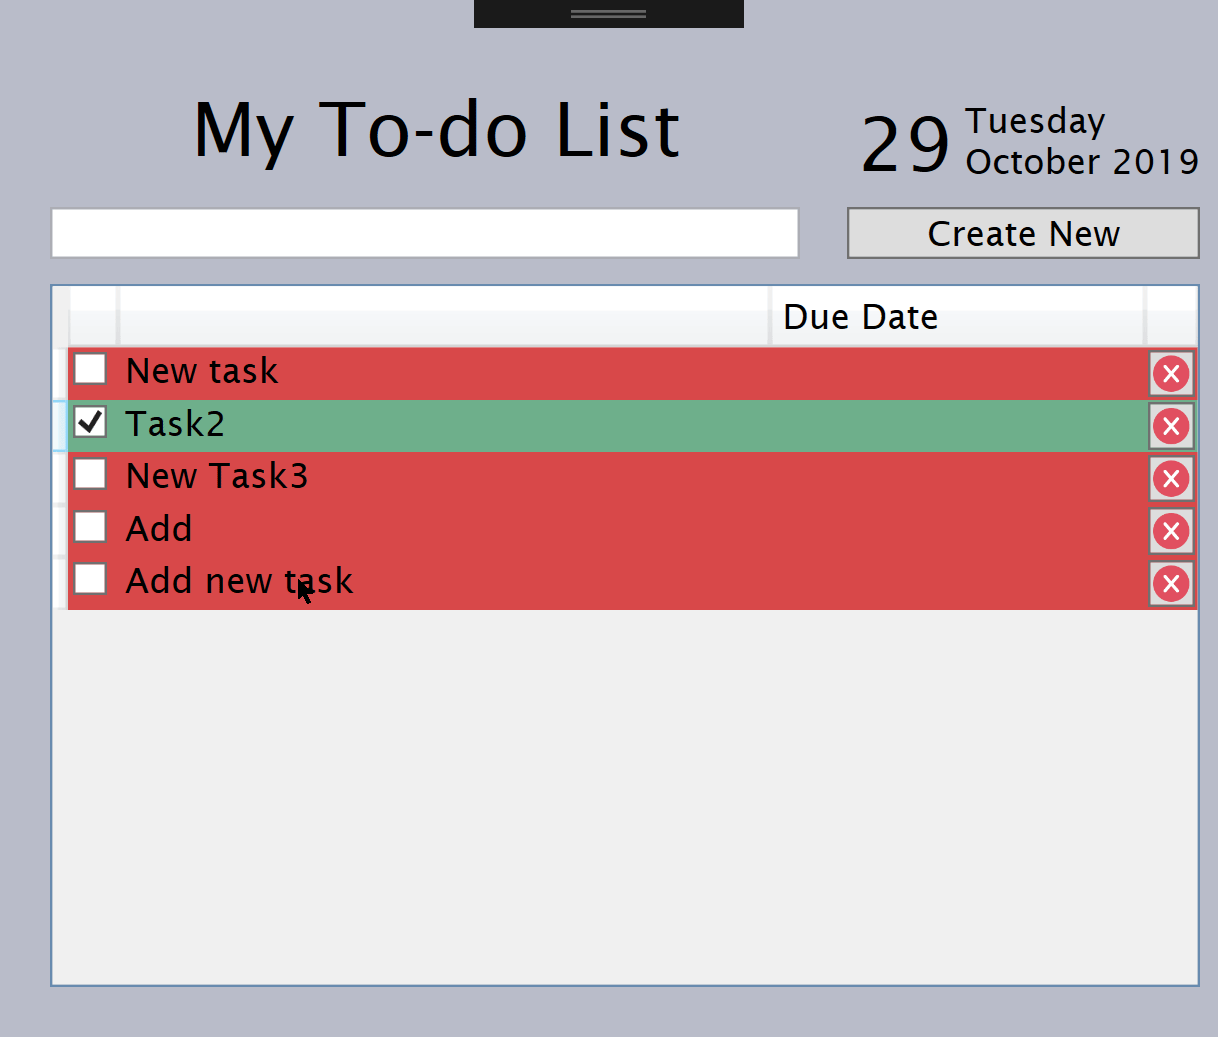 My To-do List
29
Tuesday
October 2019
Create New
Due Date
New task
Task2
New Task3
Add
Add new task